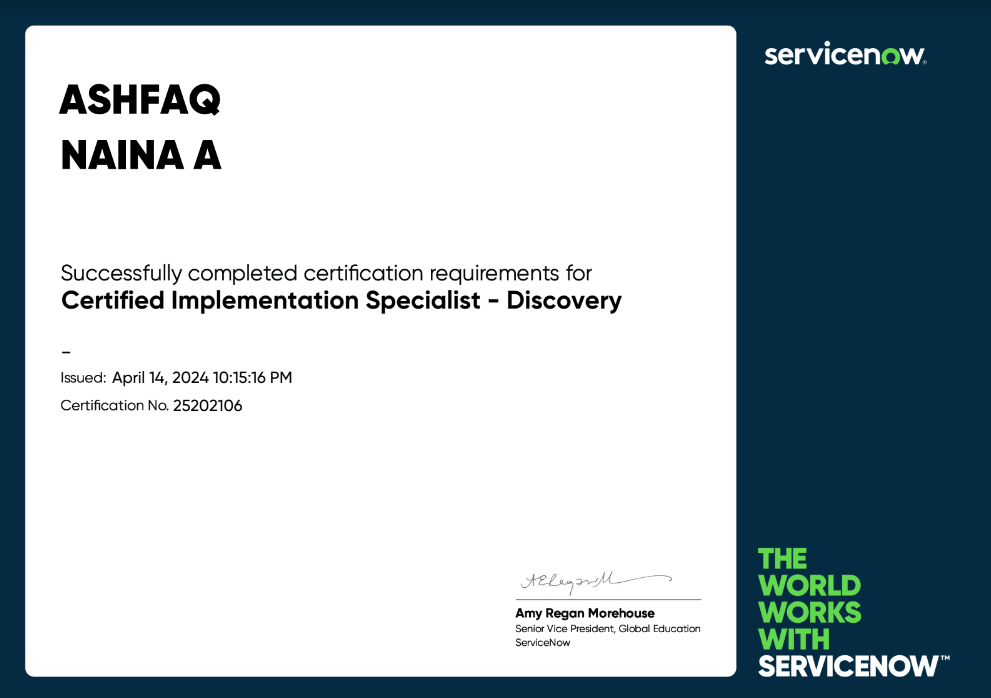 servicenow®
ASHFAQ
NAINA A
Successfully completed certification requirements for
Certified Implementation Specialist - Discovery
–
Issued: April 14, 2024 10:15:16 PM
Certification No. 25202106
Amy Regan Morehouse
Senior Vice President, Global Education
ServiceNow
THE
WORLD
WORKS
WITH
SERVICENOW™